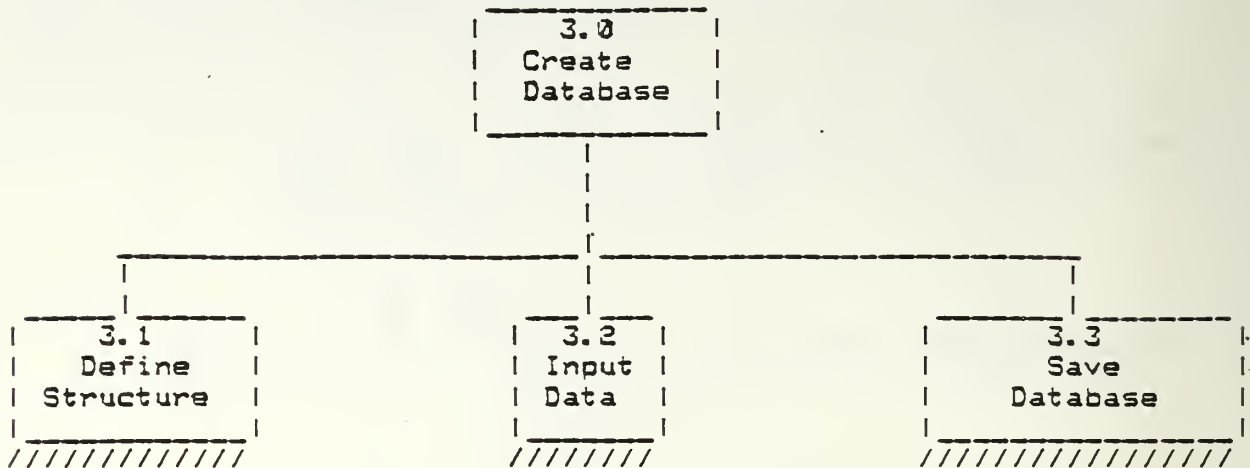 3.0
Create
Database
3.1
Define
Structure
3.2
Input
Data
3.3
Save
Database